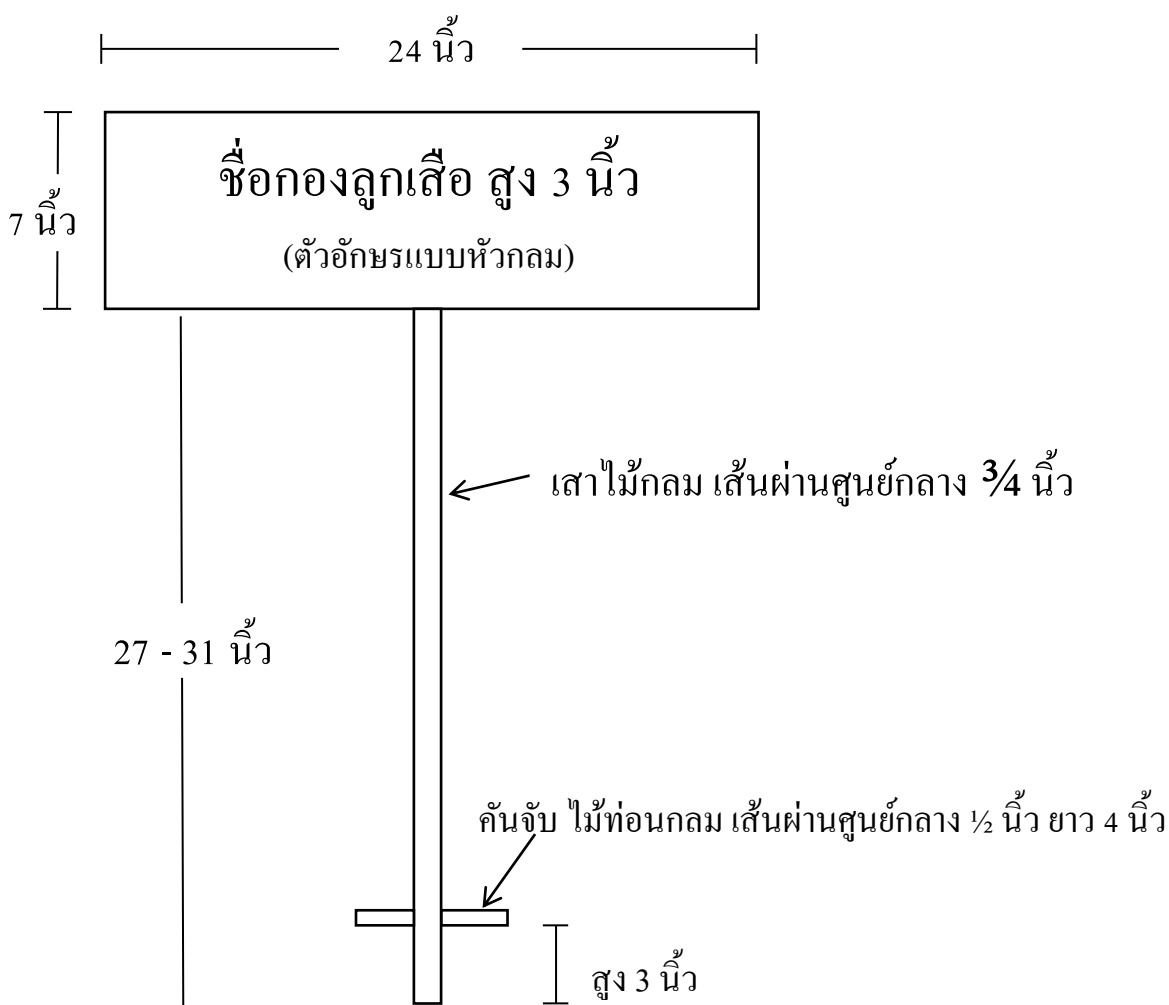 24 นิ้ว
ชื่อกองลูกเสือ สูง 3 นิ้ว
7 นิ้ว
(ตัวอักษรแบบหัวกลม)
เสาไม้กลม เส้นผ่านศูนย์กลาง ¾ นิ้ว
27 - 31 นิ้ว
คันจับ ไม้ท่อนกลม เส้นผ่านศูนย์กลาง ½ นิ้ว ยาว 4 นิ้ว
สูง 3 นิ้ว